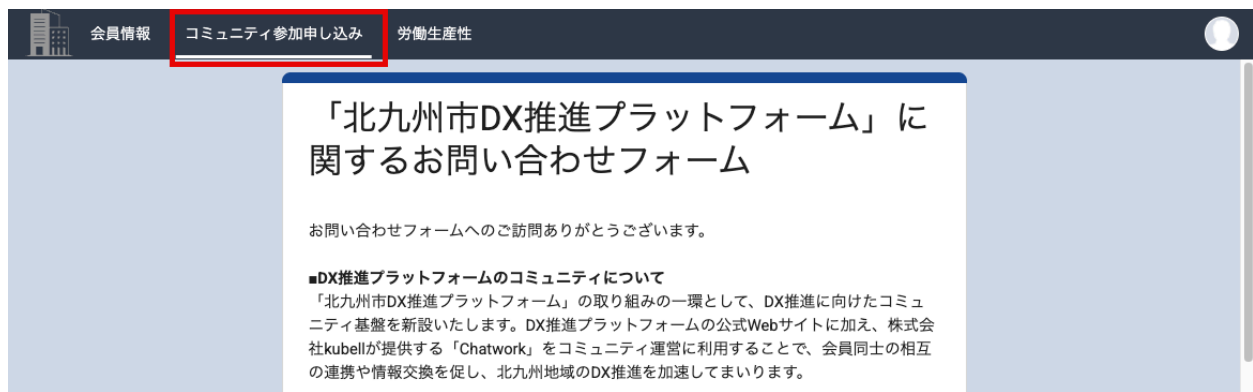 会員情報 コミュニティ参加申し込み 労働生産性
「北九州市DX推進プラットフォーム」に
関するお問い合わせフォーム
お問い合わせフォームへのご訪問ありがとうございます。
■DX推進プラットフォームのコミュニティについて
「北九州市DX推進プラットフォーム」の取り組みの一環として、DX推進に向けたコミュ
ニティ基盤を新設いたします。DX推進プラットフォームの公式Webサイトに加え、株式会
社kubellが提供する「Chatwork」をコミュニティ運営に利用することで、会員同士の相互
の連携や情報交換を促し、北九州地域のDX推進を加速してまいります。